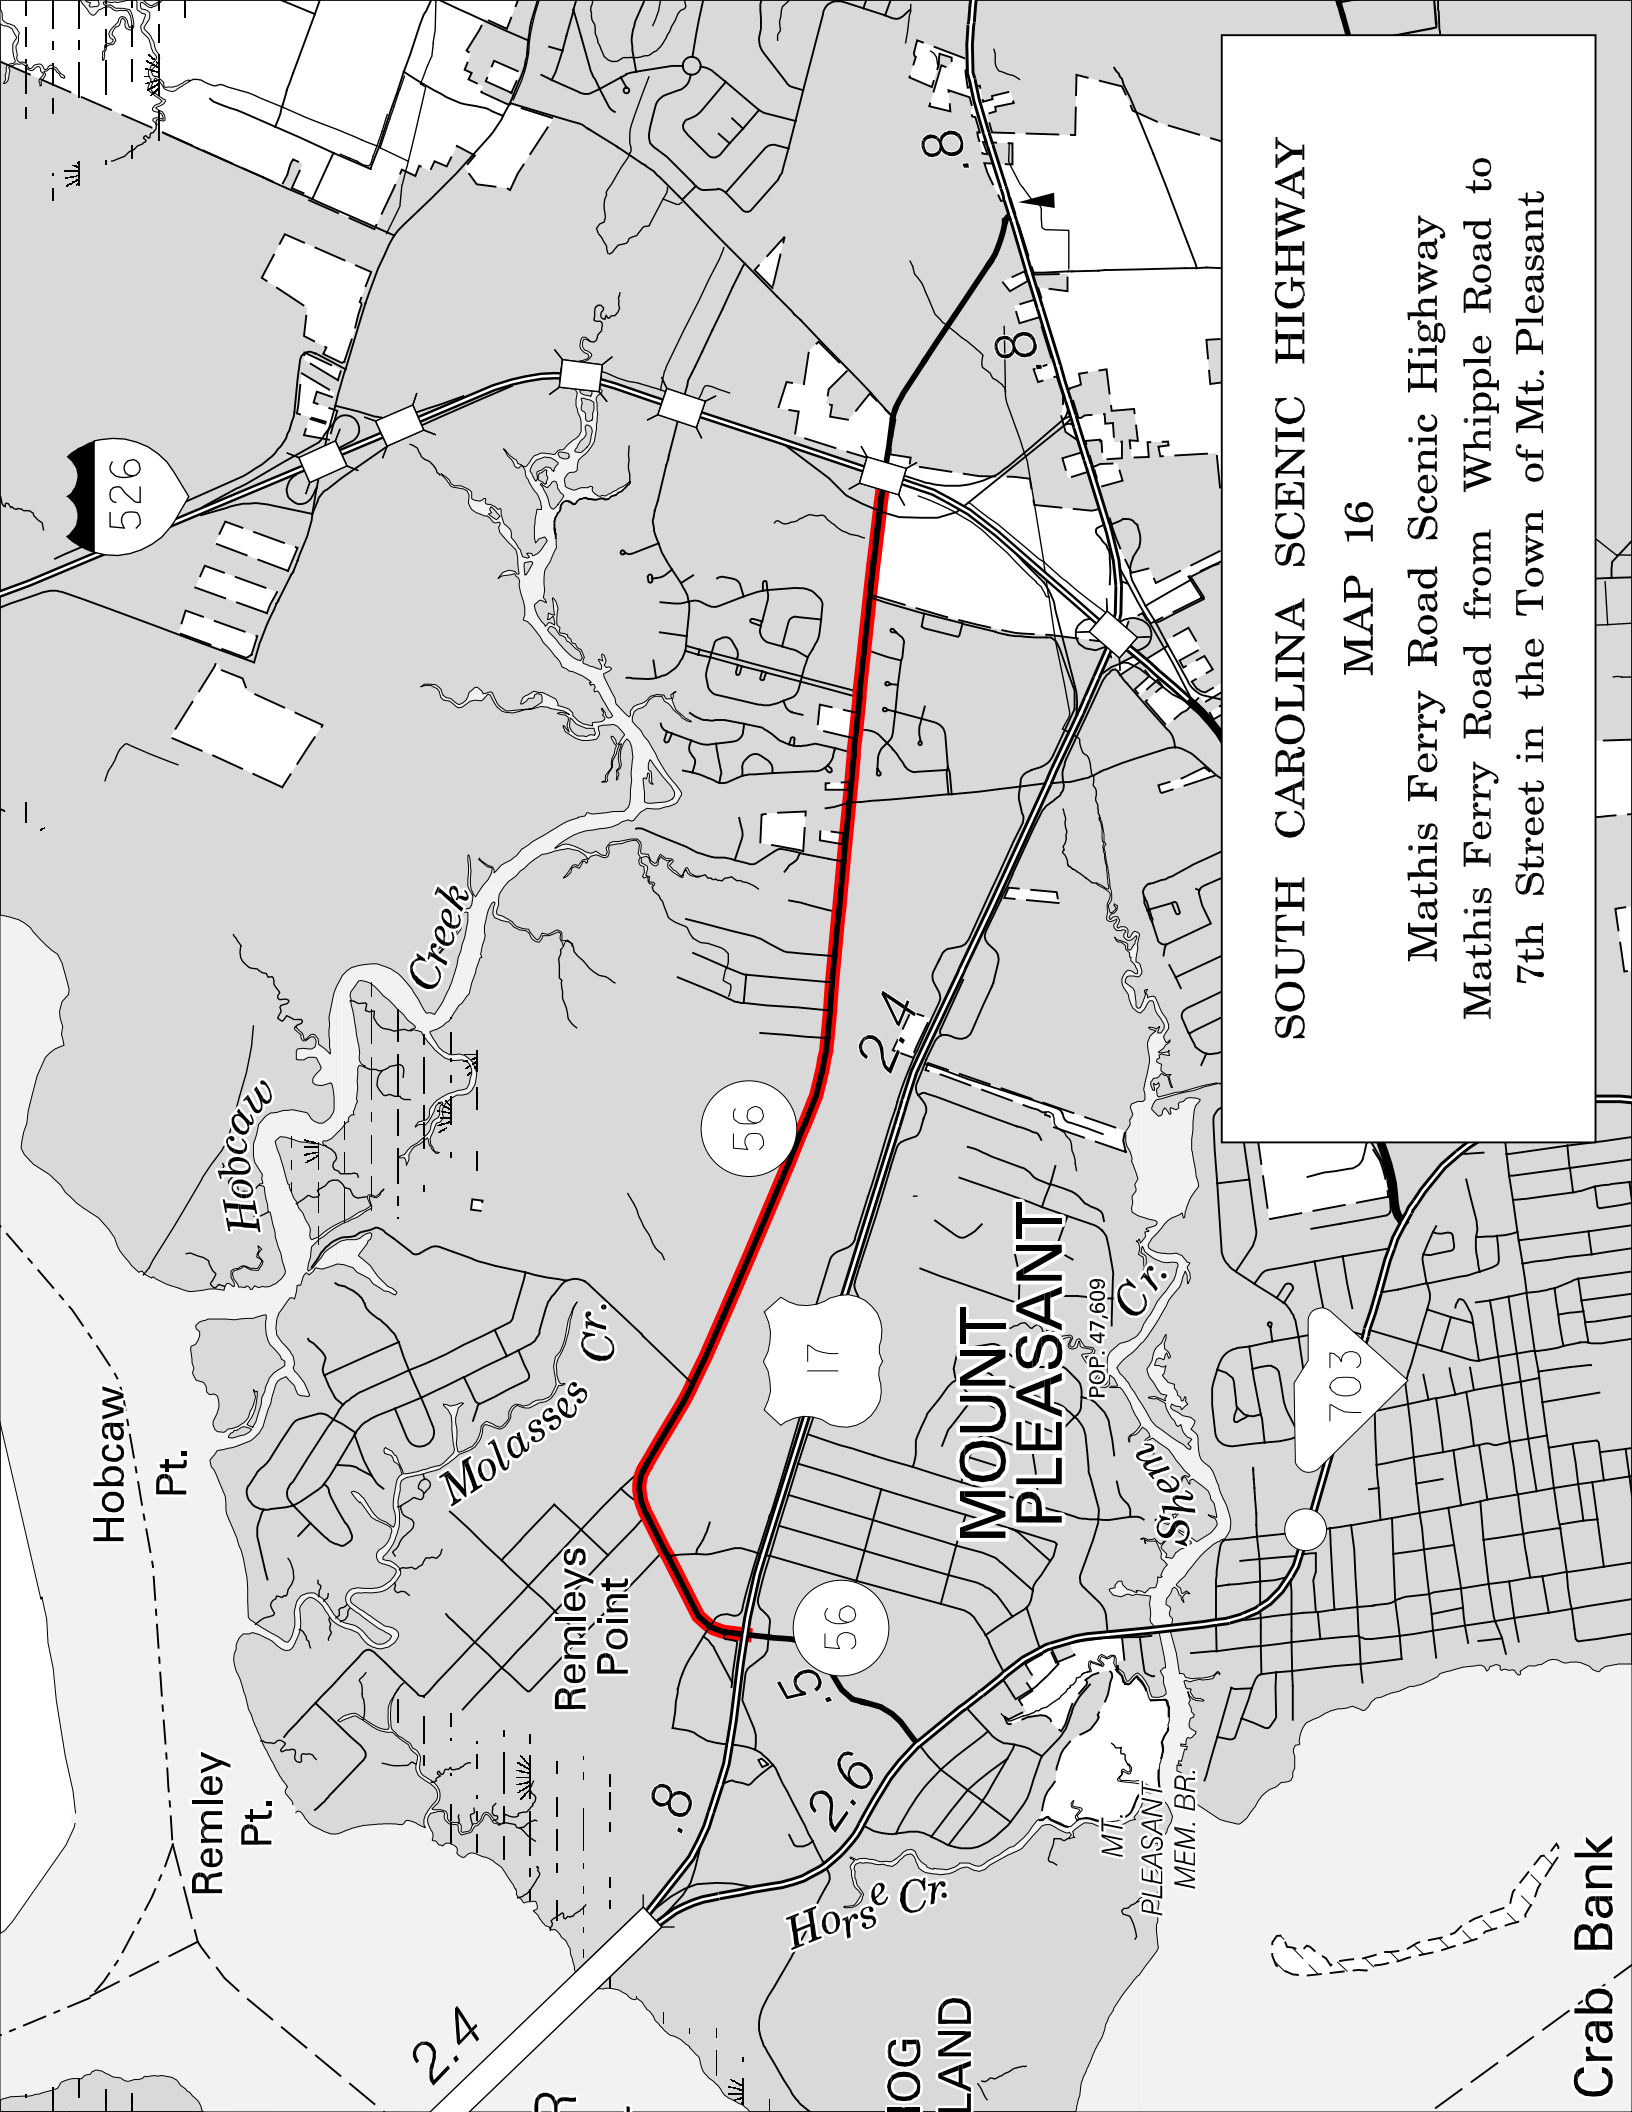 SOUTH CAROLINA SCENIC HIGHWAY
MAP 16
Mathis Ferry Road Scenic Highway
Mathis Ferry Road from Whipple Road to
7th Street in the Town of Mt. Pleasant
526
Hobcaw Creek
Hobcaw
Pt.
Remley
Pt.
Molasses Cr.
Remleys
Point
56
56
17
703
MOUNT
PLEASANT
POP. 47,609
Shem Cr.
Horse Cr.
MT.
PLEASANT
MEM. BR.
Crab Bank
2.4
.8
2.6
.5
2.4
.8
.8
IOG
LAND
R